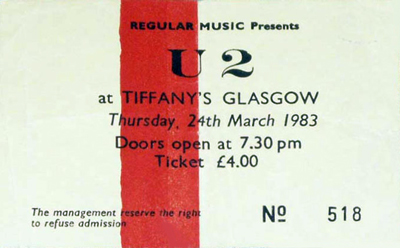 REGULAR MUSIC Presents
U2
at TIFFANY'S GLASGOW
Thursday, 24th March 1983
Doors open at 7.30 pm
Ticket £4.00
The management reserve the right
to refuse admission
Nº 518